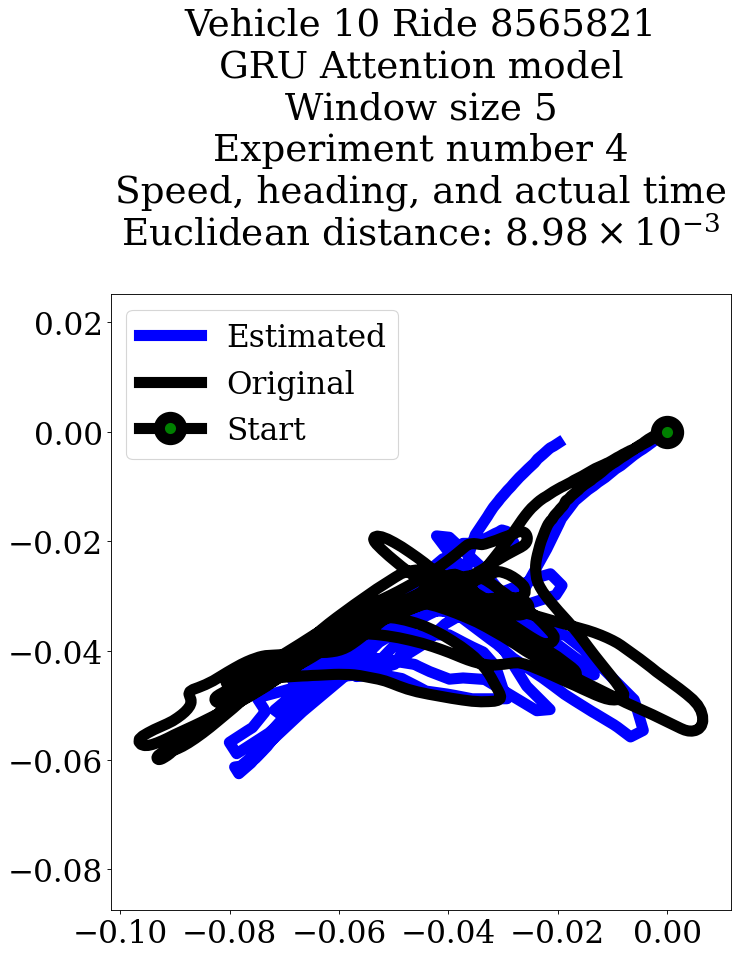 Vehicle 10 Ride 8565821
GRU Attention model
Window size 5
Experiment number 4
Speed, heading, and actual time
Euclidean distance: 8.98 × 10⁻³
Estimated
Original
Start
0.02
0.00
−0.02
−0.04
−0.06
−0.08
−0.10 −0.08 −0.06 −0.04 −0.02 0.00